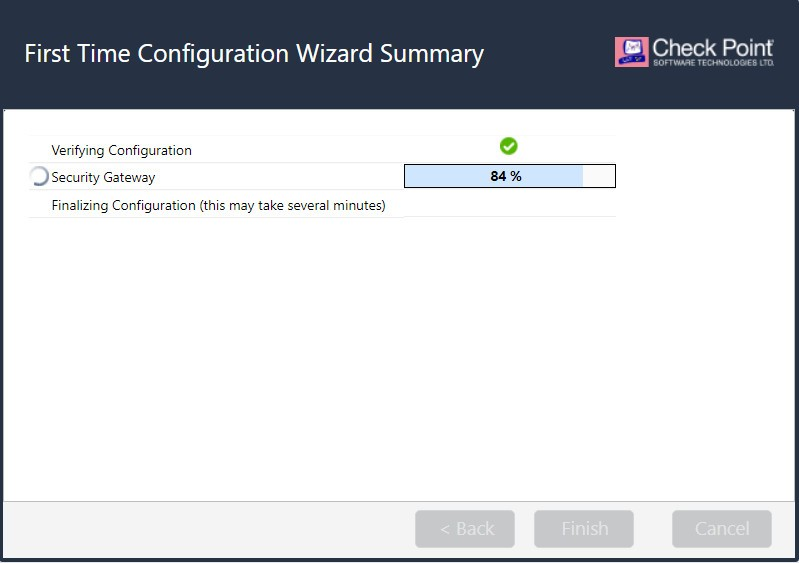 First Time Configuration Wizard Summary
Check Point
SOFTWARE TECHNOLOGIES LTD.
Verifying Configuration
Security Gateway
84 %
Finalizing Configuration (this may take several minutes)
< Back
Finish
Cancel